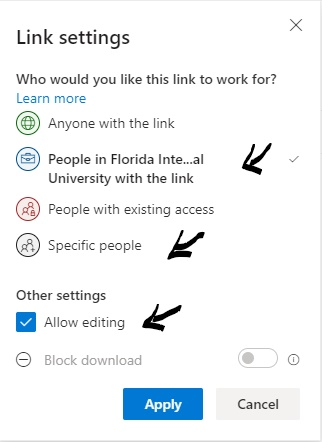 Link settings
Who would you like this link to work for?
Learn more
Anyone with the link
People in Florida Inte...al
University with the link
People with existing access
Specific people
Other settings
Allow editing
Block download
Apply
Cancel